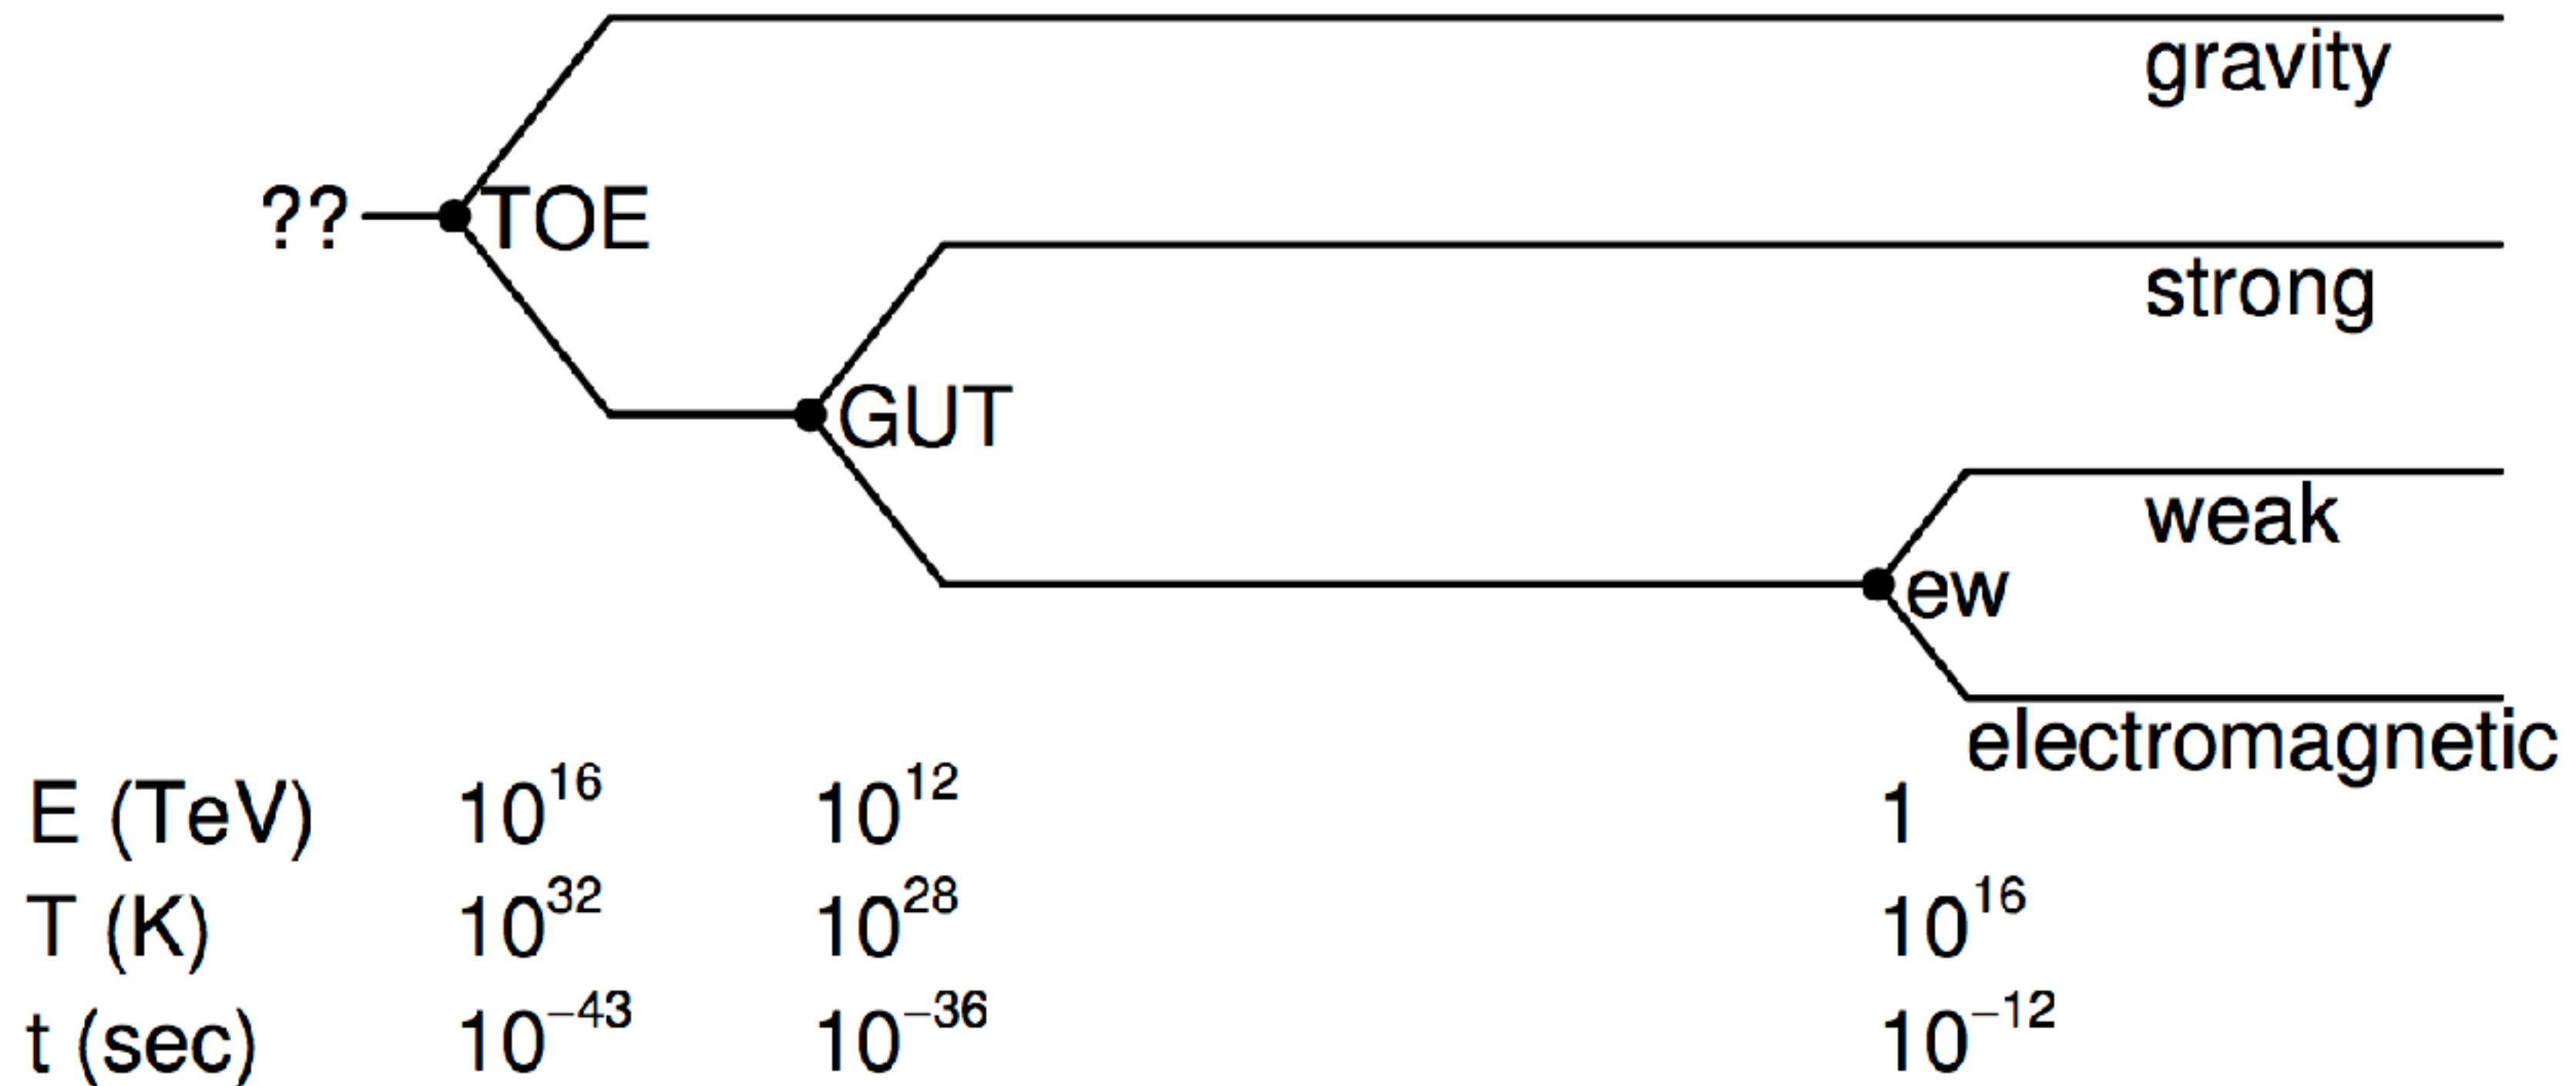 gravity
?? TOE
strong
GUT
weak
ew
electromagnetic
E (TeV) 10^16 10^12 1
T (K) 10^32 10^28 10^16
t (sec) 10^−43 10^−36 10^−12